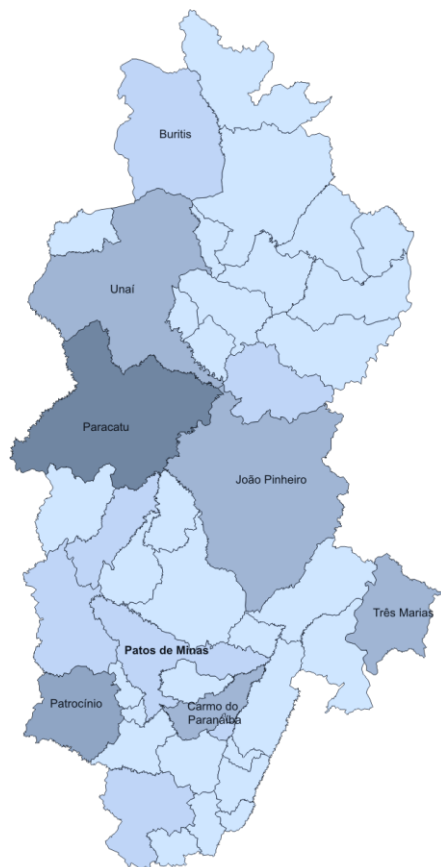 Buritis
Unaí
Paracatu
João Pinheiro
Três Marias
Patos de Minas
Patrocínio
Carmo do
Paranaíba